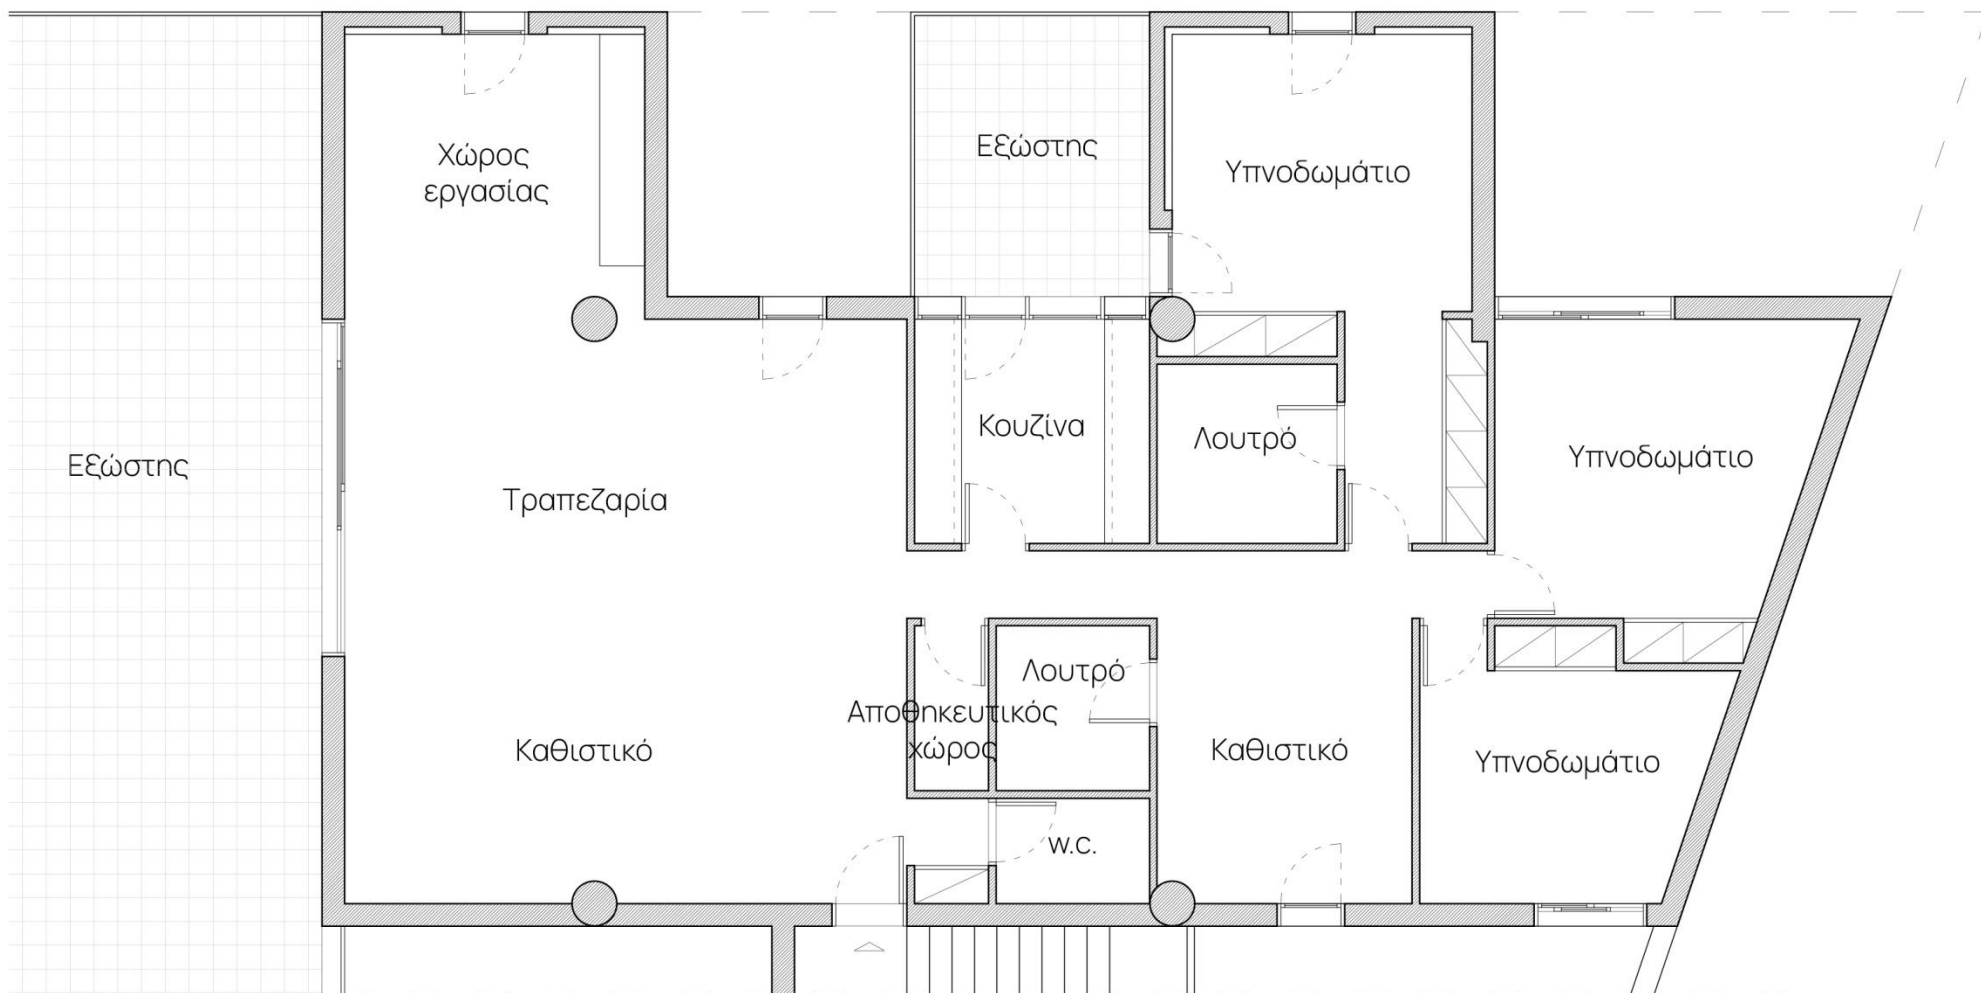 Χώρος
εργασίας
Εξώστης
Υπνοδωμάτιο
Εξώστης
Τραπεζαρία
Κουζίνα
Λουτρό
Υπνοδωμάτιο
Καθιστικό
Αποθηκευτικός
χώρος
Λουτρό
Καθιστικό
Υπνοδωμάτιο
w.c.